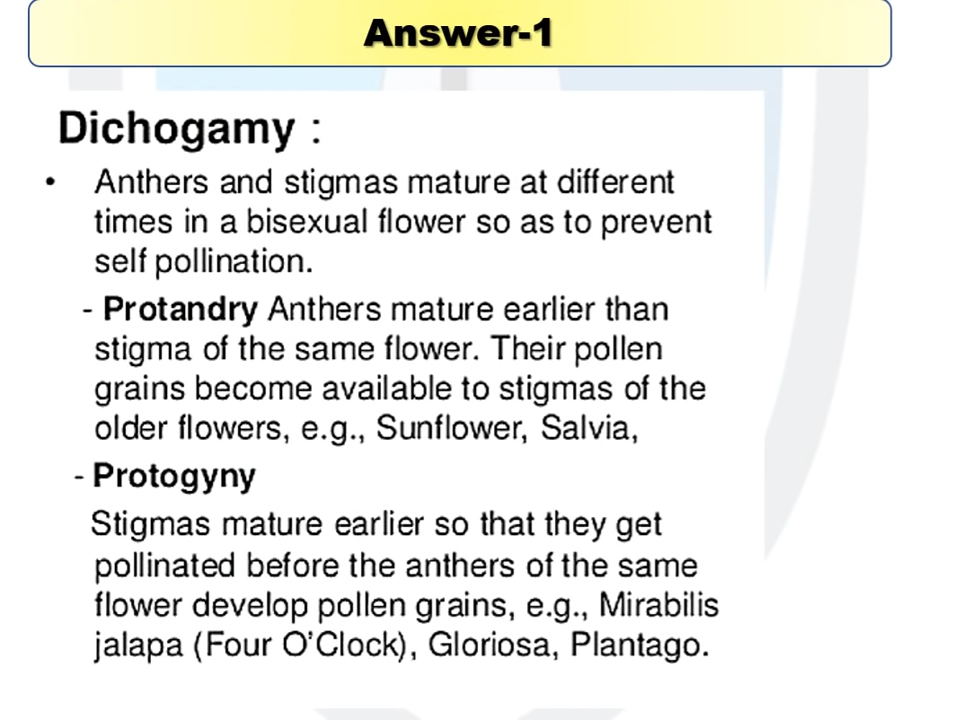 Answer-1
Dichogamy :
• Anthers and stigmas mature at different
times in a bisexual flower so as to prevent
self pollination.
- Protandry Anthers mature earlier than
stigma of the same flower. Their pollen
grains become available to stigmas of the
older flowers, e.g., Sunflower, Salvia,
- Protogyny
Stigmas mature earlier so that they get
pollinated before the anthers of the same
flower develop pollen grains, e.g., Mirabilis
jalapa (Four O'Clock), Gloriosa, Plantago.